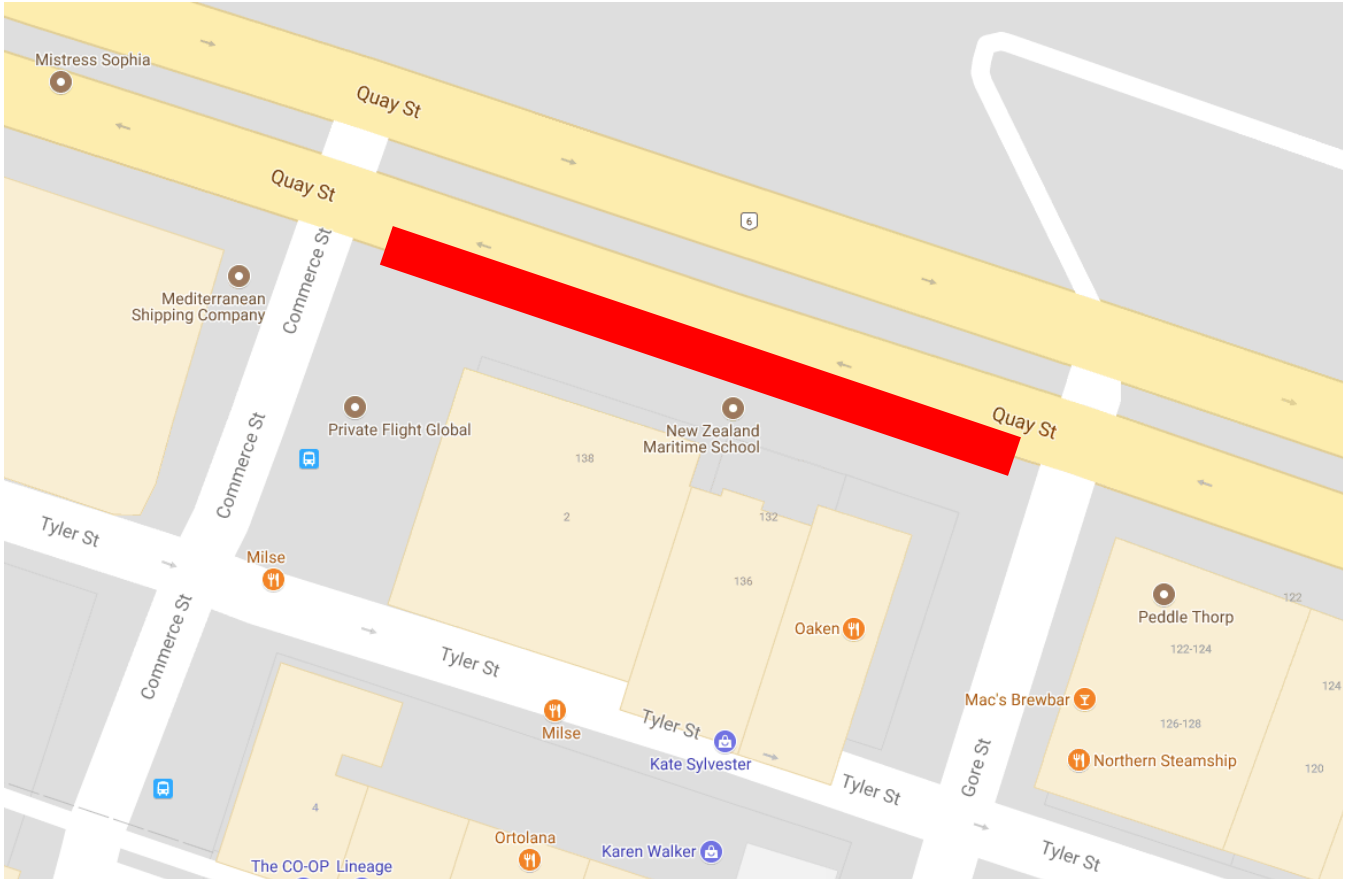 Mistress Sophia
Quay St
Quay St
6
Commerce St
Mediterranean
Shipping Company
Private Flight Global
New Zealand
Maritime School
Quay St
138
Commerce St
2
132
Tyler St
Milse
136
122
Peddle Thorp
Oaken
122-124
Commerce St
Tyler St
124
Mac's Brewbar
126-128
Milse
Tyler St
Kate Sylvester
Gore St
Northern Steamship
120
Tyler St
4
Ortolana
Karen Walker
Tyler St
The CO-OP Lineage